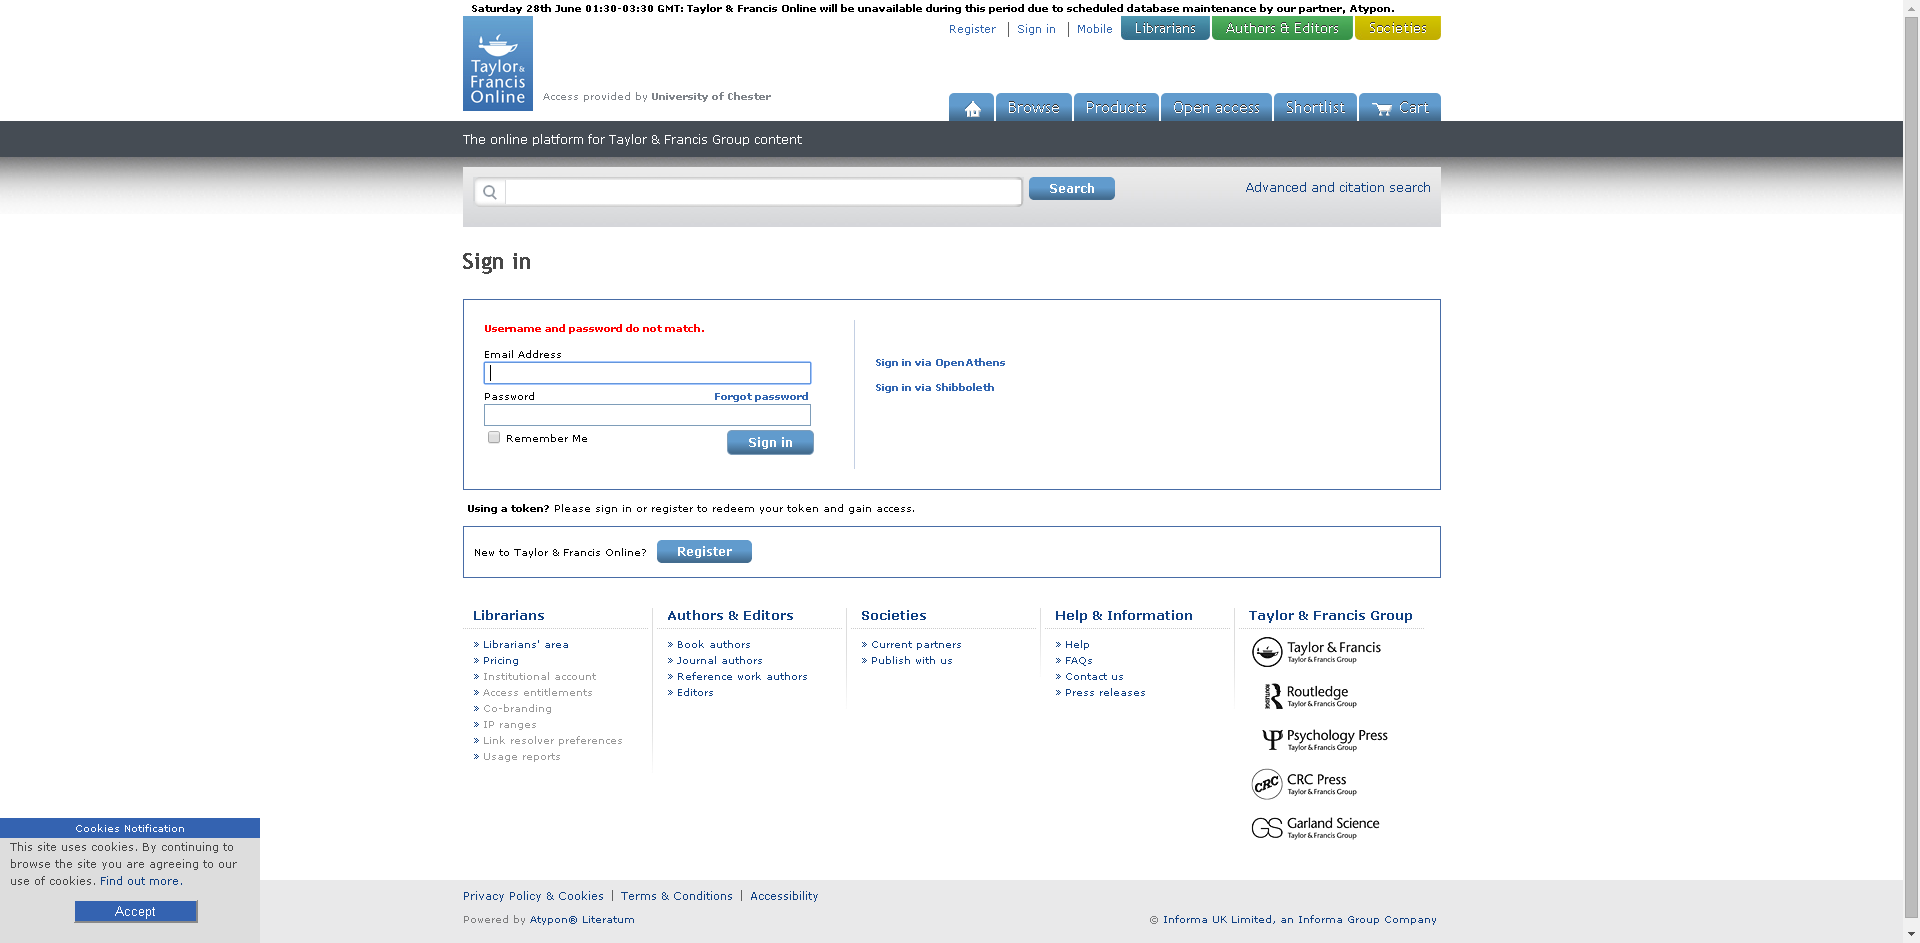 Saturday 28th June 01:30-03:30 GMT: Taylor & Francis Online will be unavailable during this period due to scheduled database maintenance by our partner, Atypon.
Register Sign in Mobile Librarians Authors & Editors Societies
Taylor &
Francis
Online
Access provided by University of Chester
Browse Products Open access Shortlist Cart
The online platform for Taylor & Francis Group content
Search
Advanced and citation search
Sign in
Username and password do not match.
Email Address
Password Forgot password
Remember Me Sign in
Sign in via OpenAthens
Sign in via Shibboleth
Using a token? Please sign in or register to redeem your token and gain access.
New to Taylor & Francis Online? Register
Librarians
» Librarians' area
» Pricing
» Institutional account
» Access entitlements
» Co-branding
» IP ranges
» Link resolver preferences
» Usage reports
Authors & Editors
» Book authors
» Journal authors
» Reference work authors
» Editors
Societies
» Current partners
» Publish with us
Help & Information
» Help
» FAQs
» Contact us
» Press releases
Taylor & Francis Group
Taylor & Francis
Taylor & Francis Group
ROUTLEDGE
Routledge
Taylor & Francis Group
Psychology Press
Taylor & Francis Group
CRC
CRC Press
Taylor & Francis Group
GS
Garland Science
Taylor & Francis Group
Cookies Notification
This site uses cookies. By continuing to
browse the site you are agreeing to our
use of cookies. Find out more.
Accept
Privacy Policy & Cookies | Terms & Conditions | Accessibility
Powered by Atypon® Literatum
© Informa UK Limited, an Informa Group Company